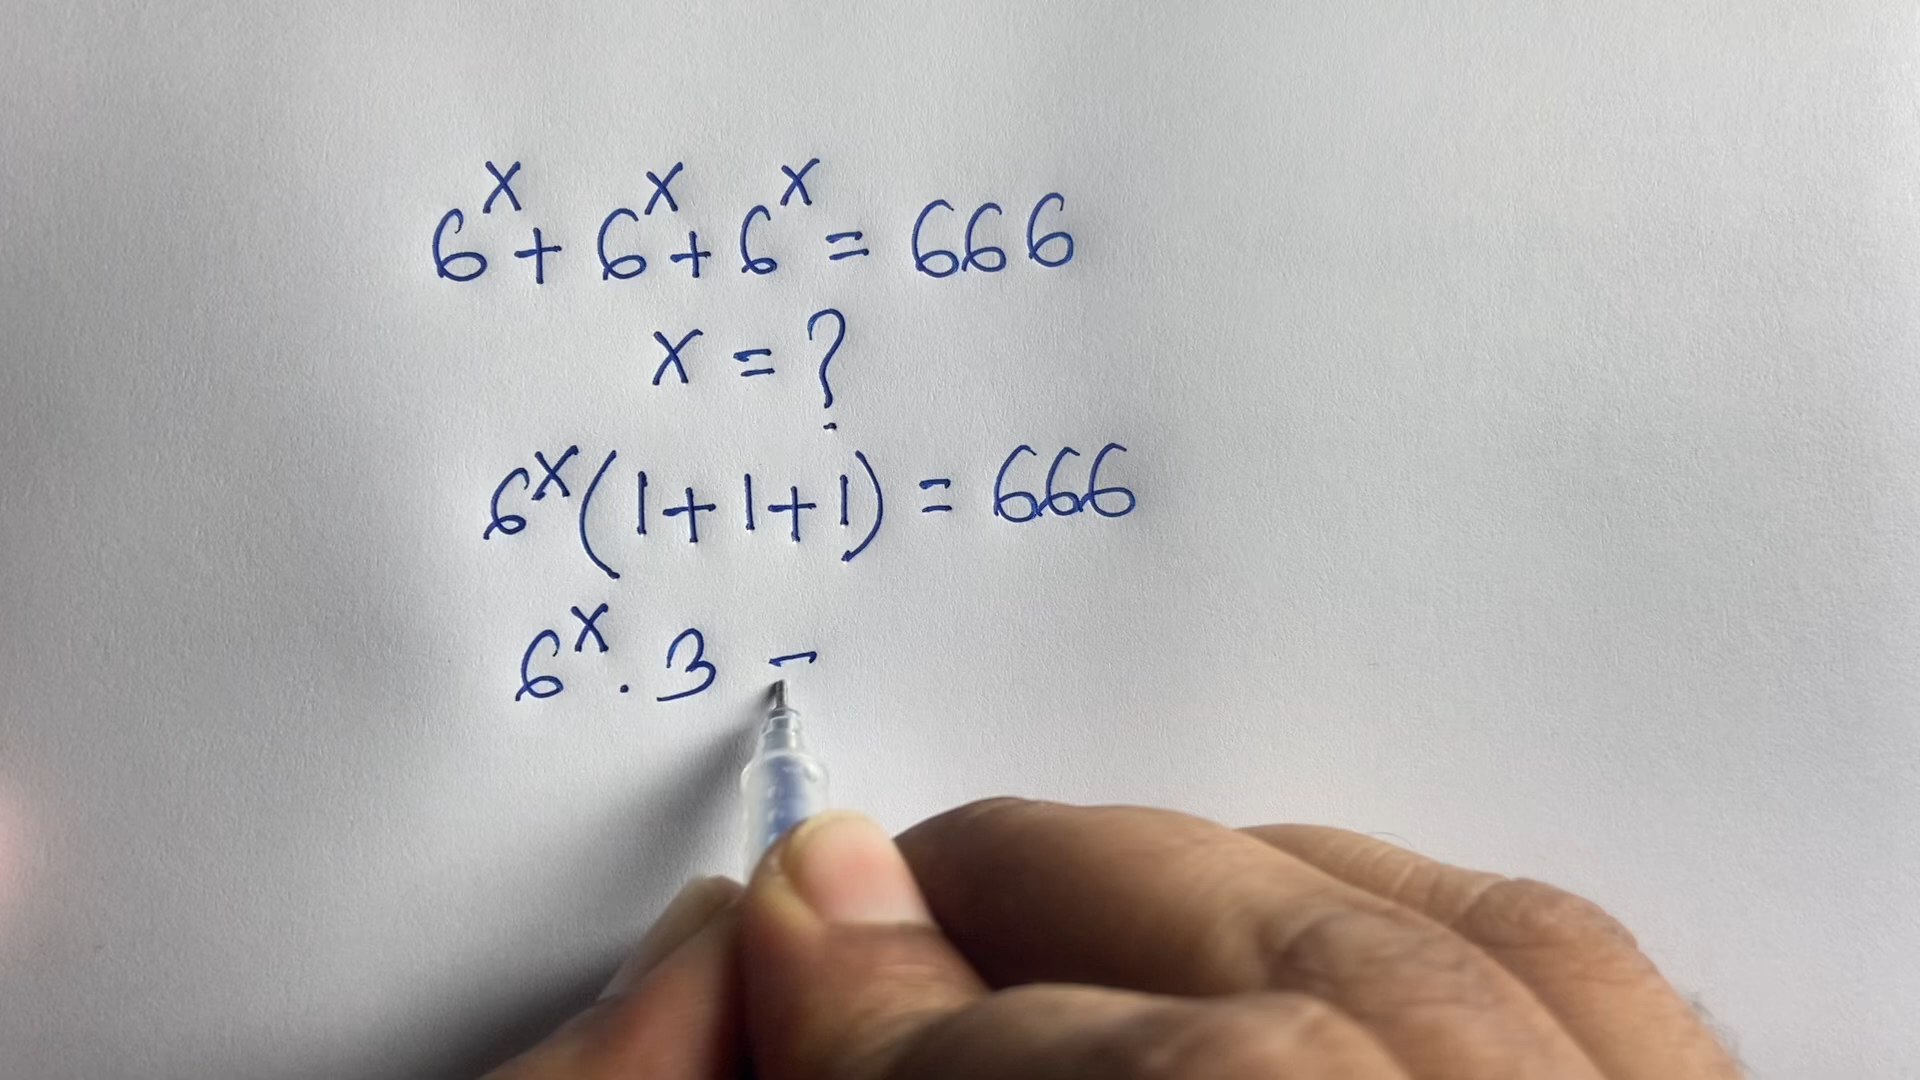 6^x + 6^x + 6^x = 666
x = ?
6^x (1 + 1 + 1) = 666
6^x . 3 -